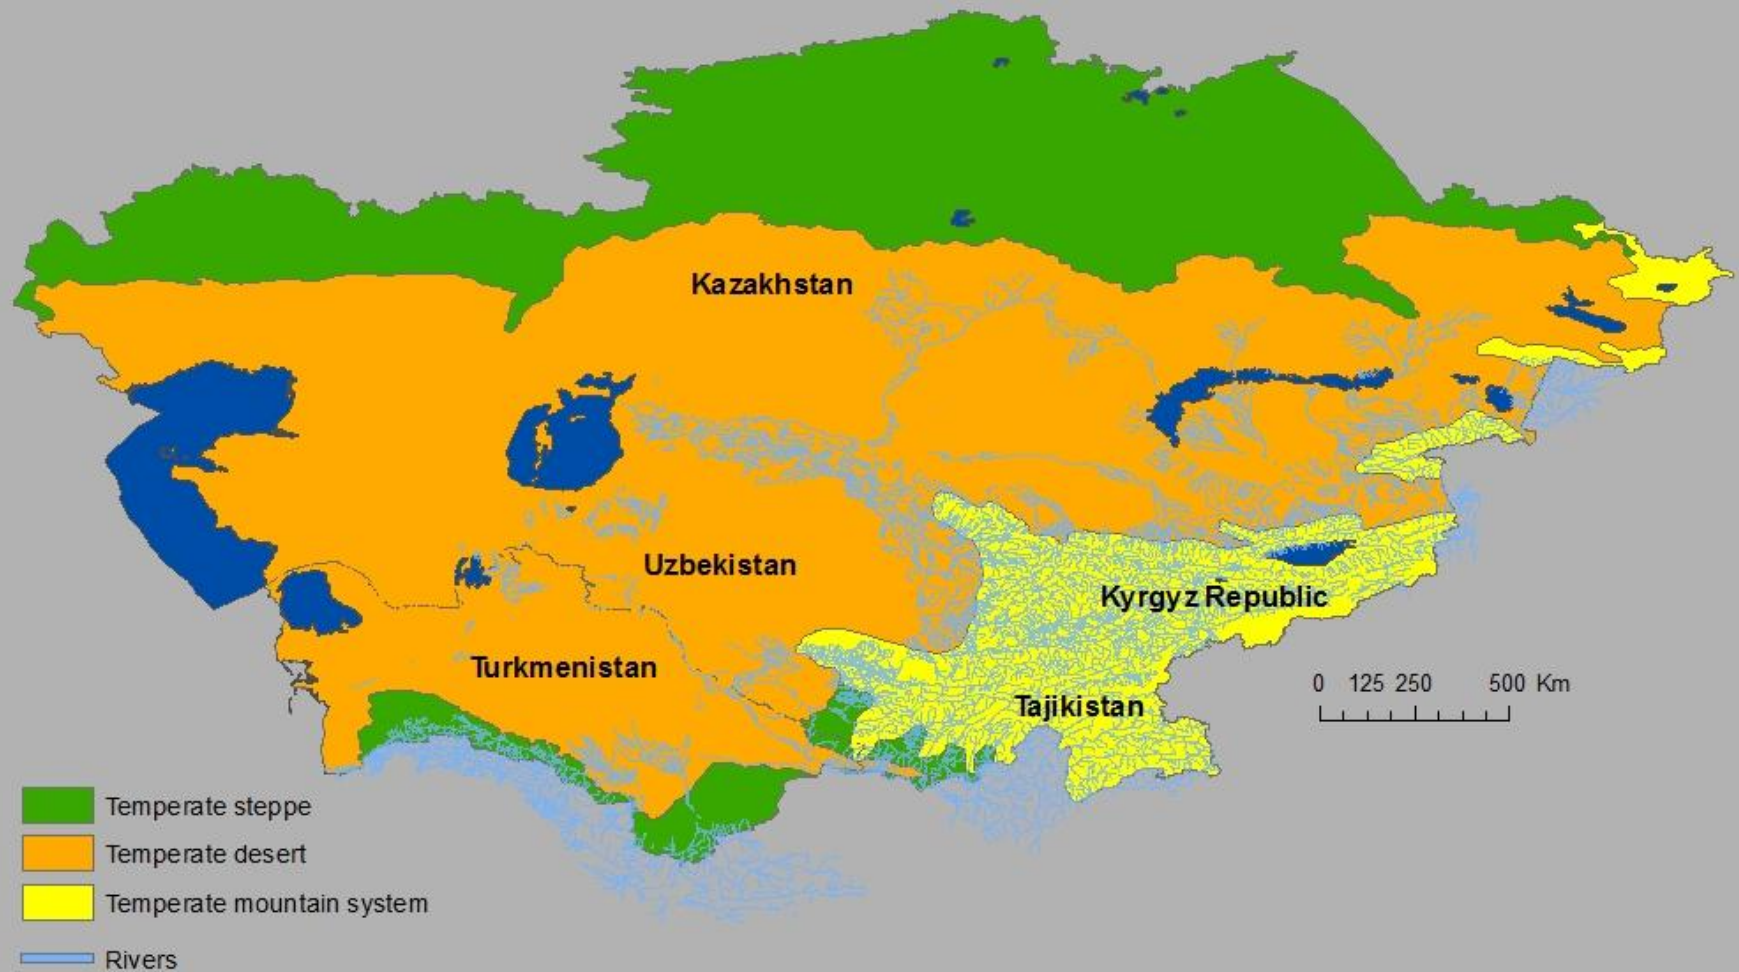 Kazakhstan
Uzbekistan
Kyrgyz Republic
Turkmenistan
Tajikistan
0 125 250 500 Km
Temperate steppe
Temperate desert
Temperate mountain system
Rivers